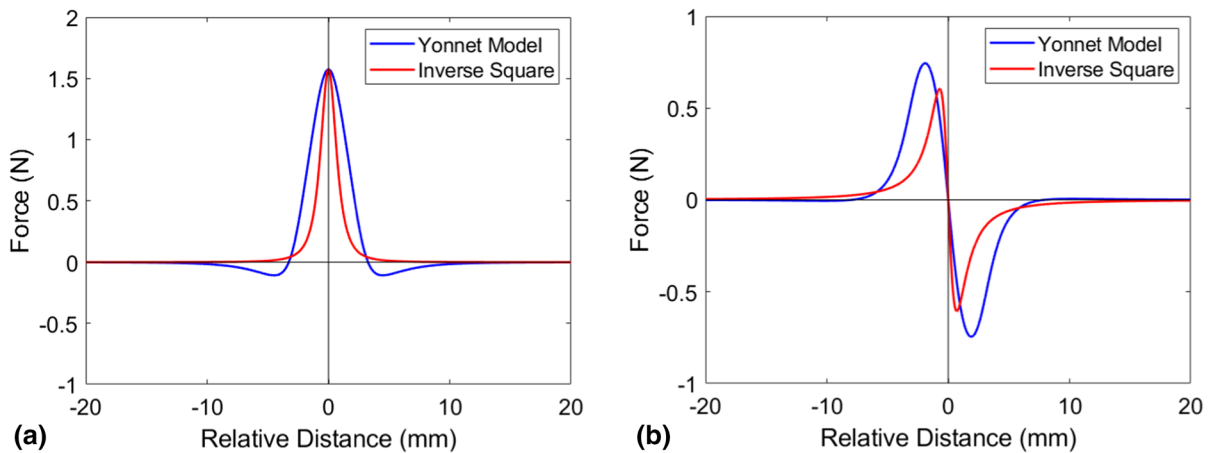 2
1.5
1
0.5
0
-0.5
-1
Force (N)
-20 -10 0 10 20
Relative Distance (mm)
Yonnet Model
Inverse Square
(a)
1
0.5
0
-0.5
-1
Force (N)
-20 -10 0 10 20
Relative Distance (mm)
Yonnet Model
Inverse Square
(b)